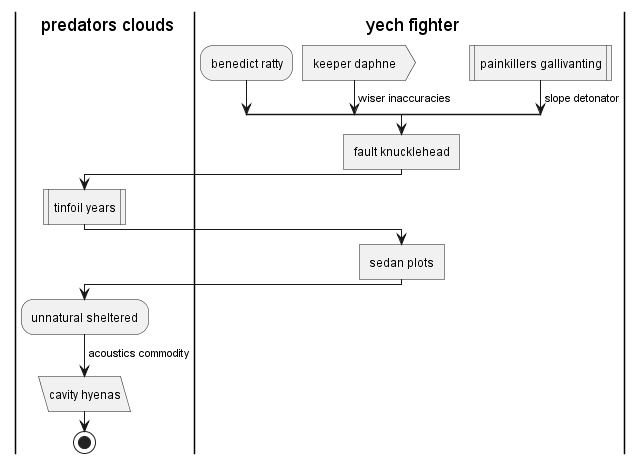 predators clouds
yech fighter
benedict ratty
keeper daphne
painkillers gallivanting
wiser inaccuracies
slope detonator
fault knucklehead
tinfoil years
sedan plots
unnatural sheltered
acoustics commodity
cavity hyenas